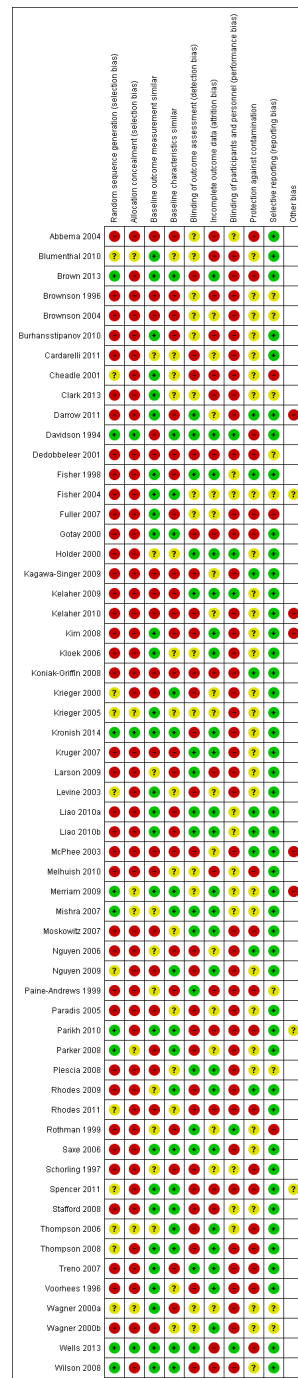 Random sequence generation (selection bias)
Allocation concealment (selection bias)
Baseline outcome measurement similar
Baseline characteristics similar
Blinding of outcome assessment (detection bias)
Incomplete outcome data (attrition bias)
Blinding of participants and personnel (performance bias)
Protection against contamination
Selective reporting (reporting bias)
Other bias
Abbema 2004
Blumenthal 2010
Brown 2013
Brownson 1996
Brownson 2004
Burhansstipanov 2010
Cardarelli 2011
Cheadle 2001
Clark 2013
Darrow 2011
Davidson 1994
Dedobbeleer 2001
Fisher 1998
Fisher 2004
Fuller 2007
Gotay 2000
Holder 2000
Kagawa-Singer 2009
Kelaher 2009
Kelaher 2010
Kim 2008
Kloek 2006
Koniak-Griffin 2008
Krieger 2000
Krieger 2005
Kronish 2014
Kruger 2007
Larson 2009
Levine 2003
Liao 2010a
Liao 2010b
McPhee 2003
Melhuish 2010
Merriam 2009
Mishra 2007
Moskowitz 2007
Nguyen 2006
Nguyen 2009
Paine-Andrews 1999
Paradis 2005
Parikh 2010
Parker 2008
Plescia 2008
Rhodes 2009
Rhodes 2011
Rothman 1999
Saxe 2006
Schorling 1997
Spencer 2011
Stafford 2008
Thompson 2006
Thompson 2008
Treno 2007
Voorhees 1996
Wagner 2000a
Wagner 2000b
Wells 2013
Wilson 2008